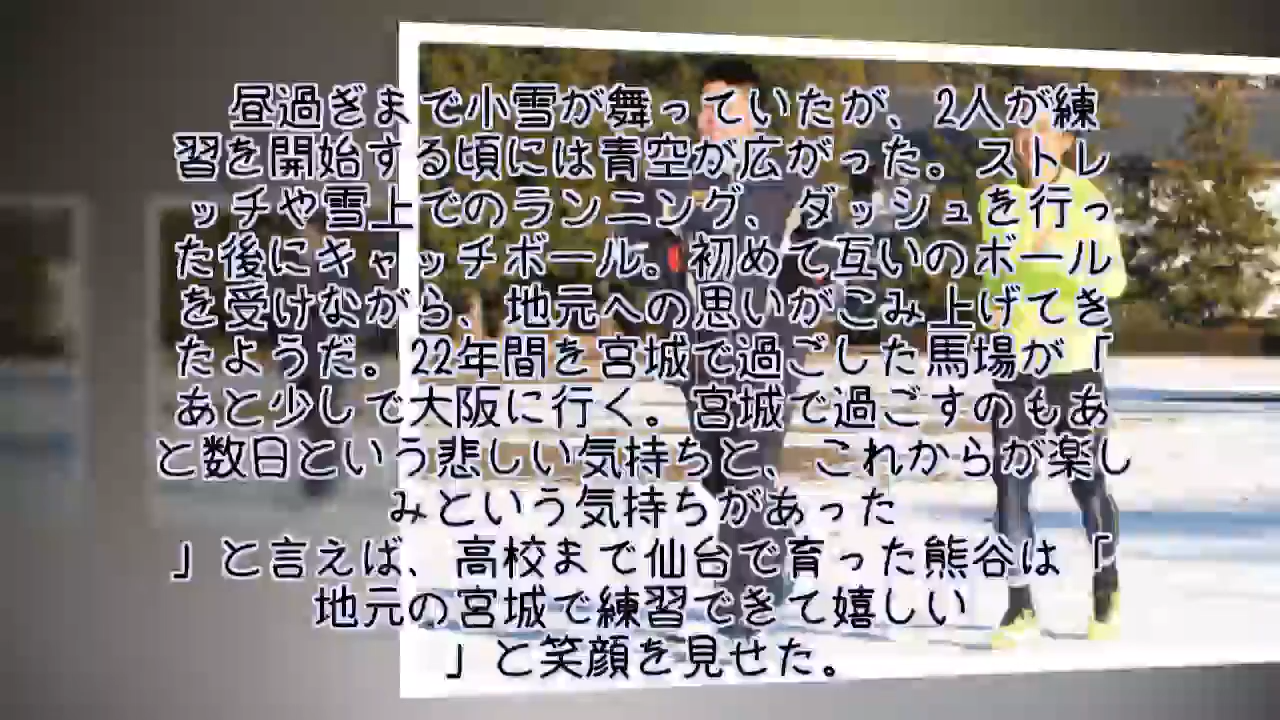 昼過ぎまで小雪が舞っていたが、2人が練
習を開始する頃には青空が広がった。ストレ
ッチや雪上でのランニング、ダッシュを行っ
た後にキャッチボール。初めて互いのボール
を受けながら、地元への思いがこみ上げてき
たようだ。22年間を宮城で過ごした馬場が「
あと少しで大阪に行く。宮城で過ごすのもあ
と数日という悲しい気持ちと、これからが楽し
みという気持ちがあった
」と言えば、高校まで仙台で育った熊谷は「
地元の宮城で練習できて嬉しい
」と笑顔を見せた。